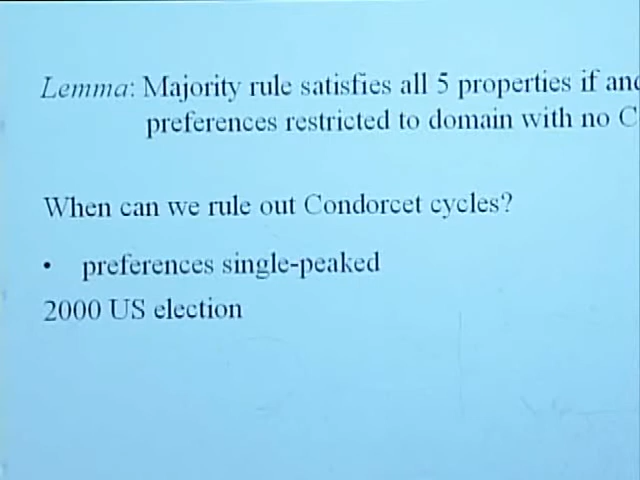 Lemma: Majority rule satisfies all 5 properties if and
preferences restricted to domain with no C
When can we rule out Condorcet cycles?
• preferences single-peaked
2000 US election